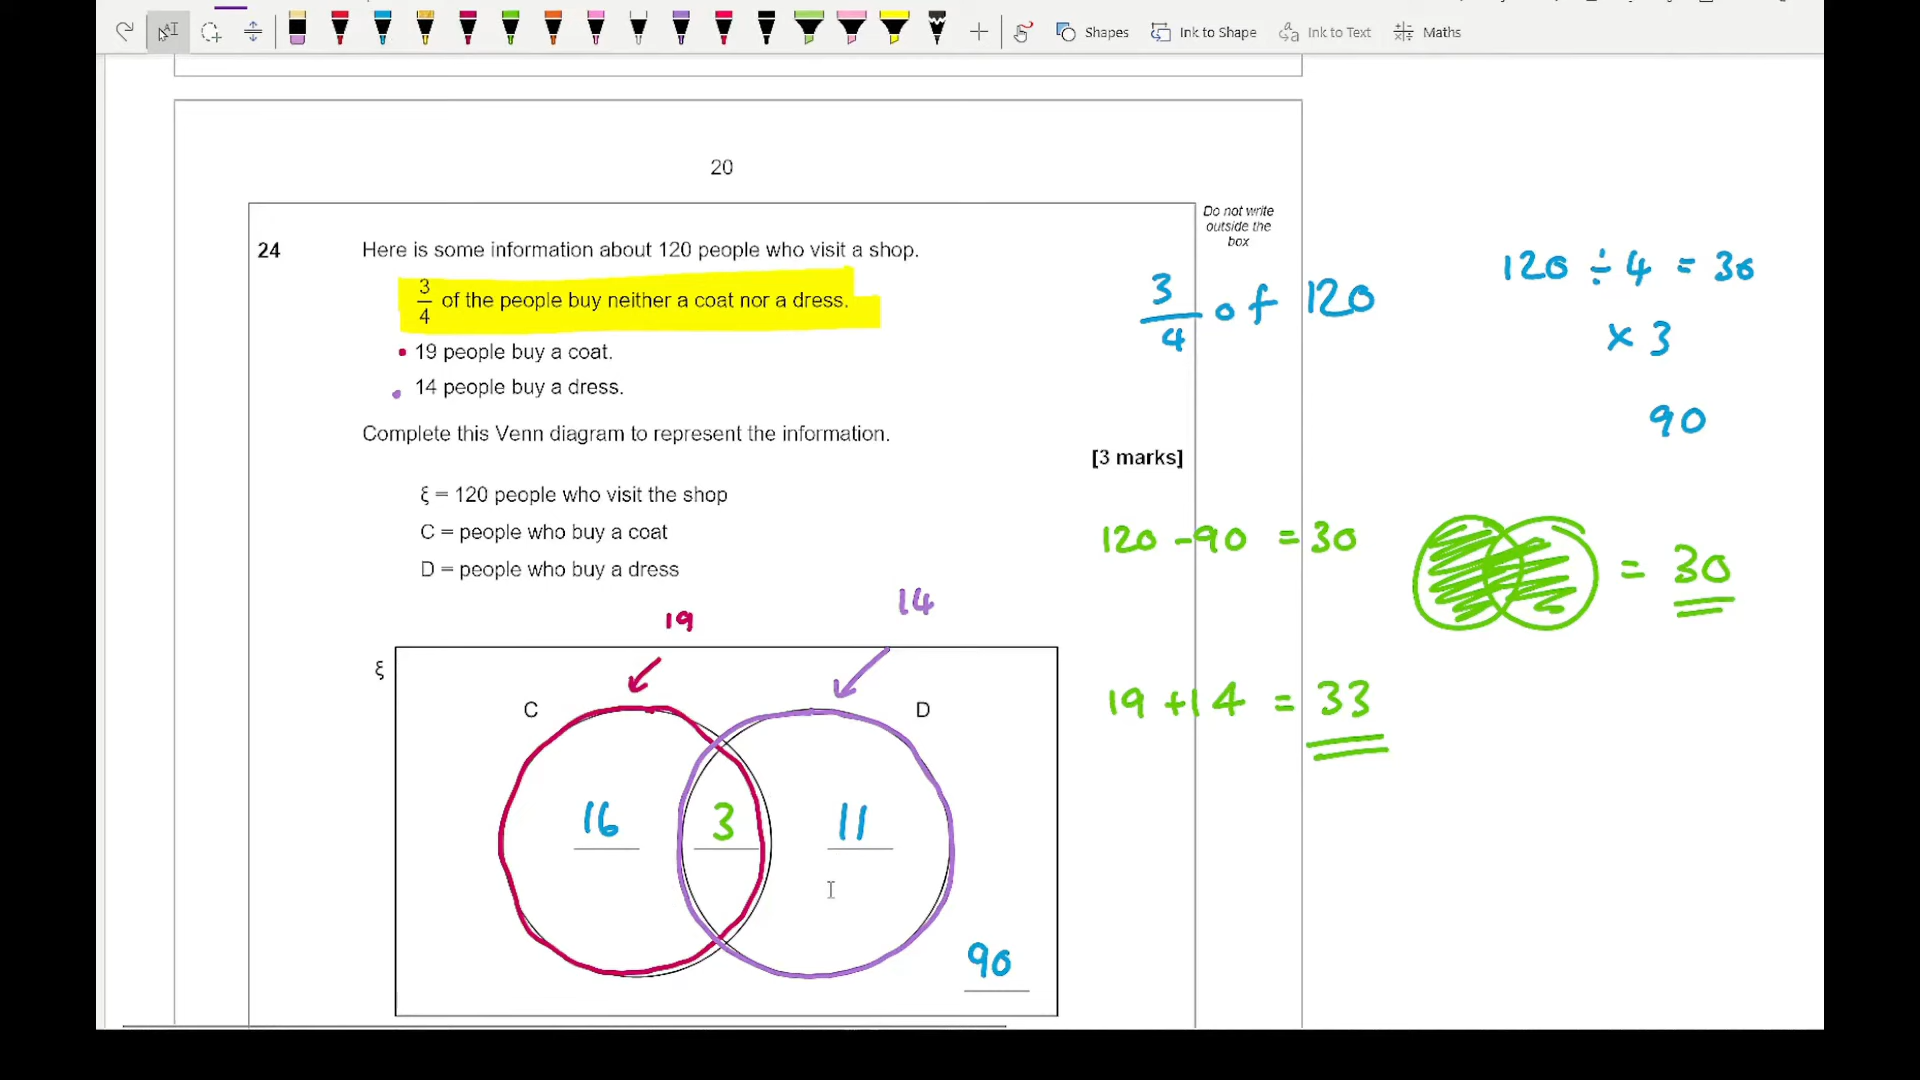 Shapes
Ink to Shape
Ink to Text
Maths
20
Do not write
outside the
box
24
Here is some information about 120 people who visit a shop.
3/4 of the people buy neither a coat nor a dress.
19 people buy a coat.
14 people buy a dress.
Complete this Venn diagram to represent the information.
[3 marks]
ξ = 120 people who visit the shop
C = people who buy a coat
D = people who buy a dress
3/4 of 120
120 ÷ 4 = 30
× 3
90
120 - 90 = 30
= 30
19 + 14 = 33
19
14
ξ
C
D
16
3
11
90